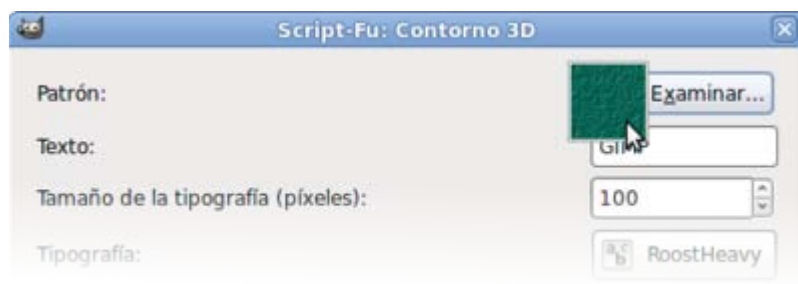 Script-Fu: Contorno 3D
Patrón:
Examinar...
Texto:
Tamaño de la tipografía (píxeles):
100
Tipografía:
RoostHeavy